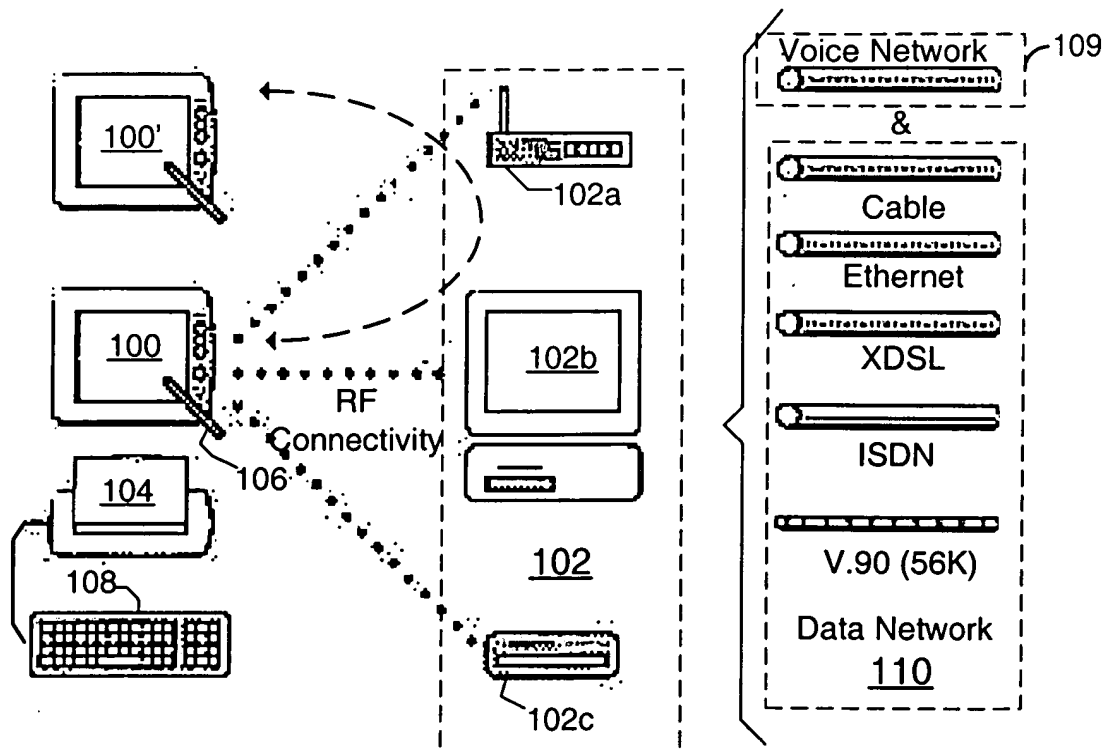 Voice Network
109
&
100'
102a
Cable
Ethernet
100
102b
XDSL
RF
Connectivity
ISDN
106
104
102
V.90 (56K)
108
Data Network
110
102c